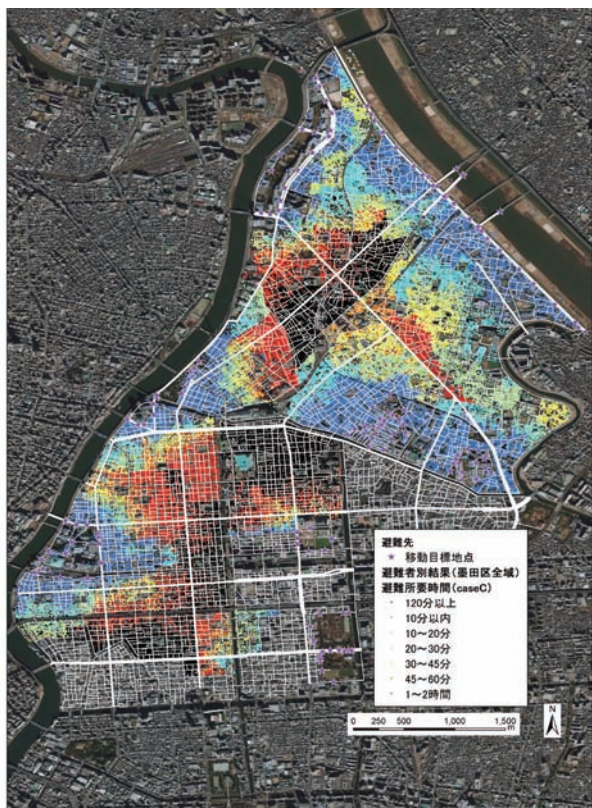 避難先
移動目標地点
避難者別結果(墨田区全域)
避難所要時間(caseC)
120分以上
10分以内
10〜20分
20〜30分
30〜45分
45〜60分
1〜2時間
N
0 250 500 1,000 1,500
m